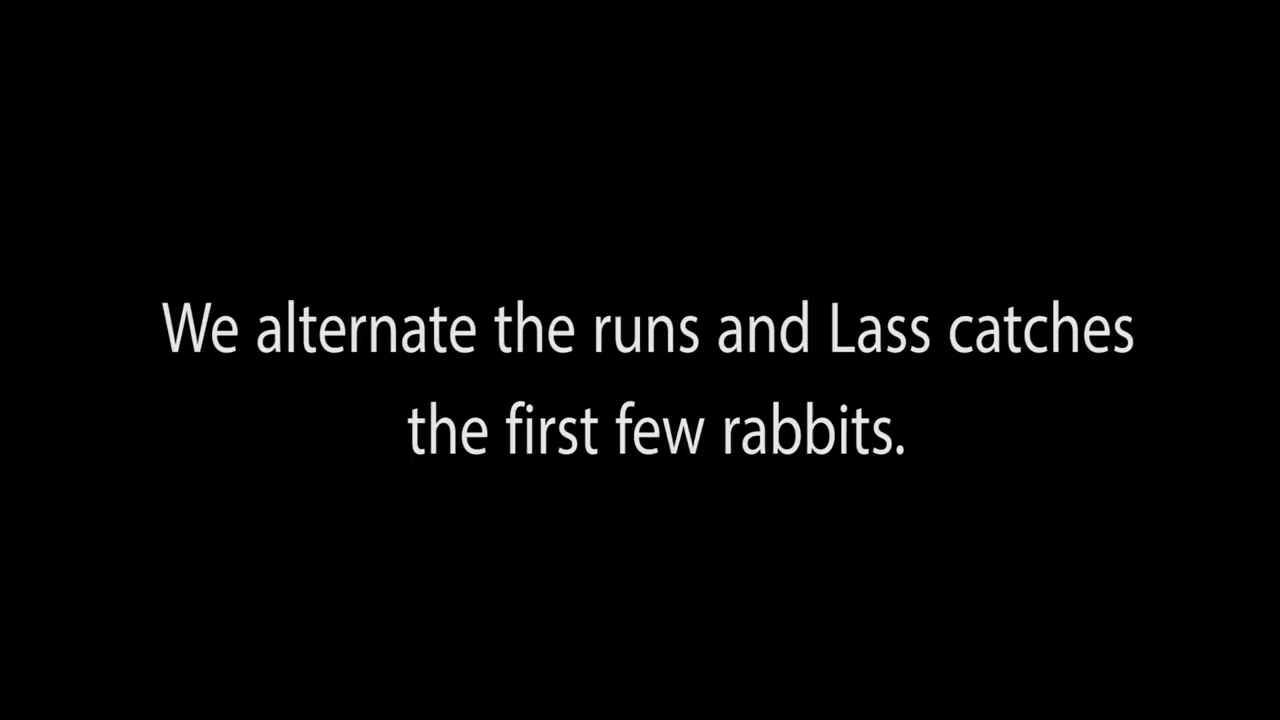 We alternate the runs and Lass catches
the first few rabbits.